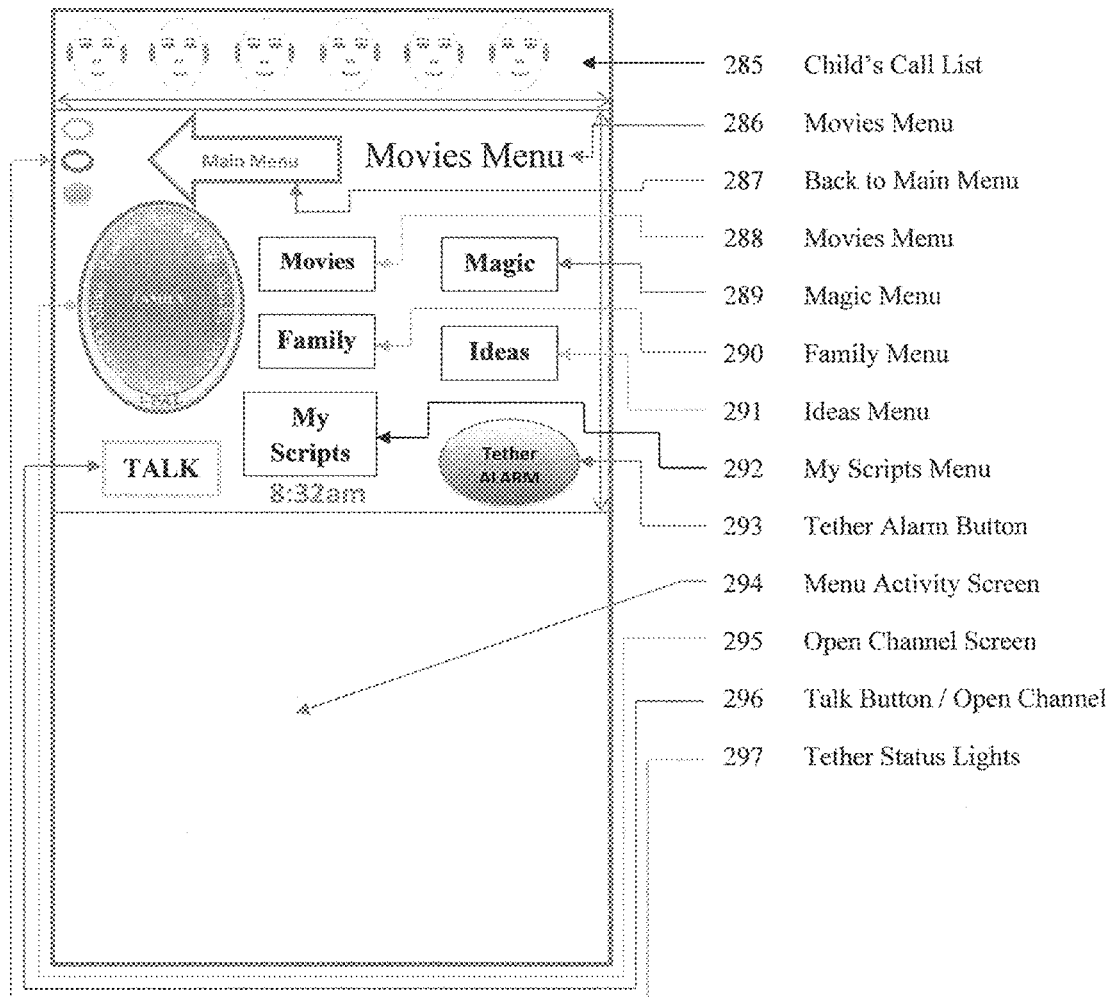 285 Child's Call List
286 Movies Menu
Main Menu
Movies Menu
287 Back to Main Menu
288 Movies Menu
Movies
Magic
289 Magic Menu
290 Family Menu
Family
Ideas
291 Ideas Menu
My
Scripts
292 My Scripts Menu
TALK
Tether
ALARM
8:32am
293 Tether Alarm Button
294 Menu Activity Screen
295 Open Channel Screen
296 Talk Button / Open Channel
297 Tether Status Lights